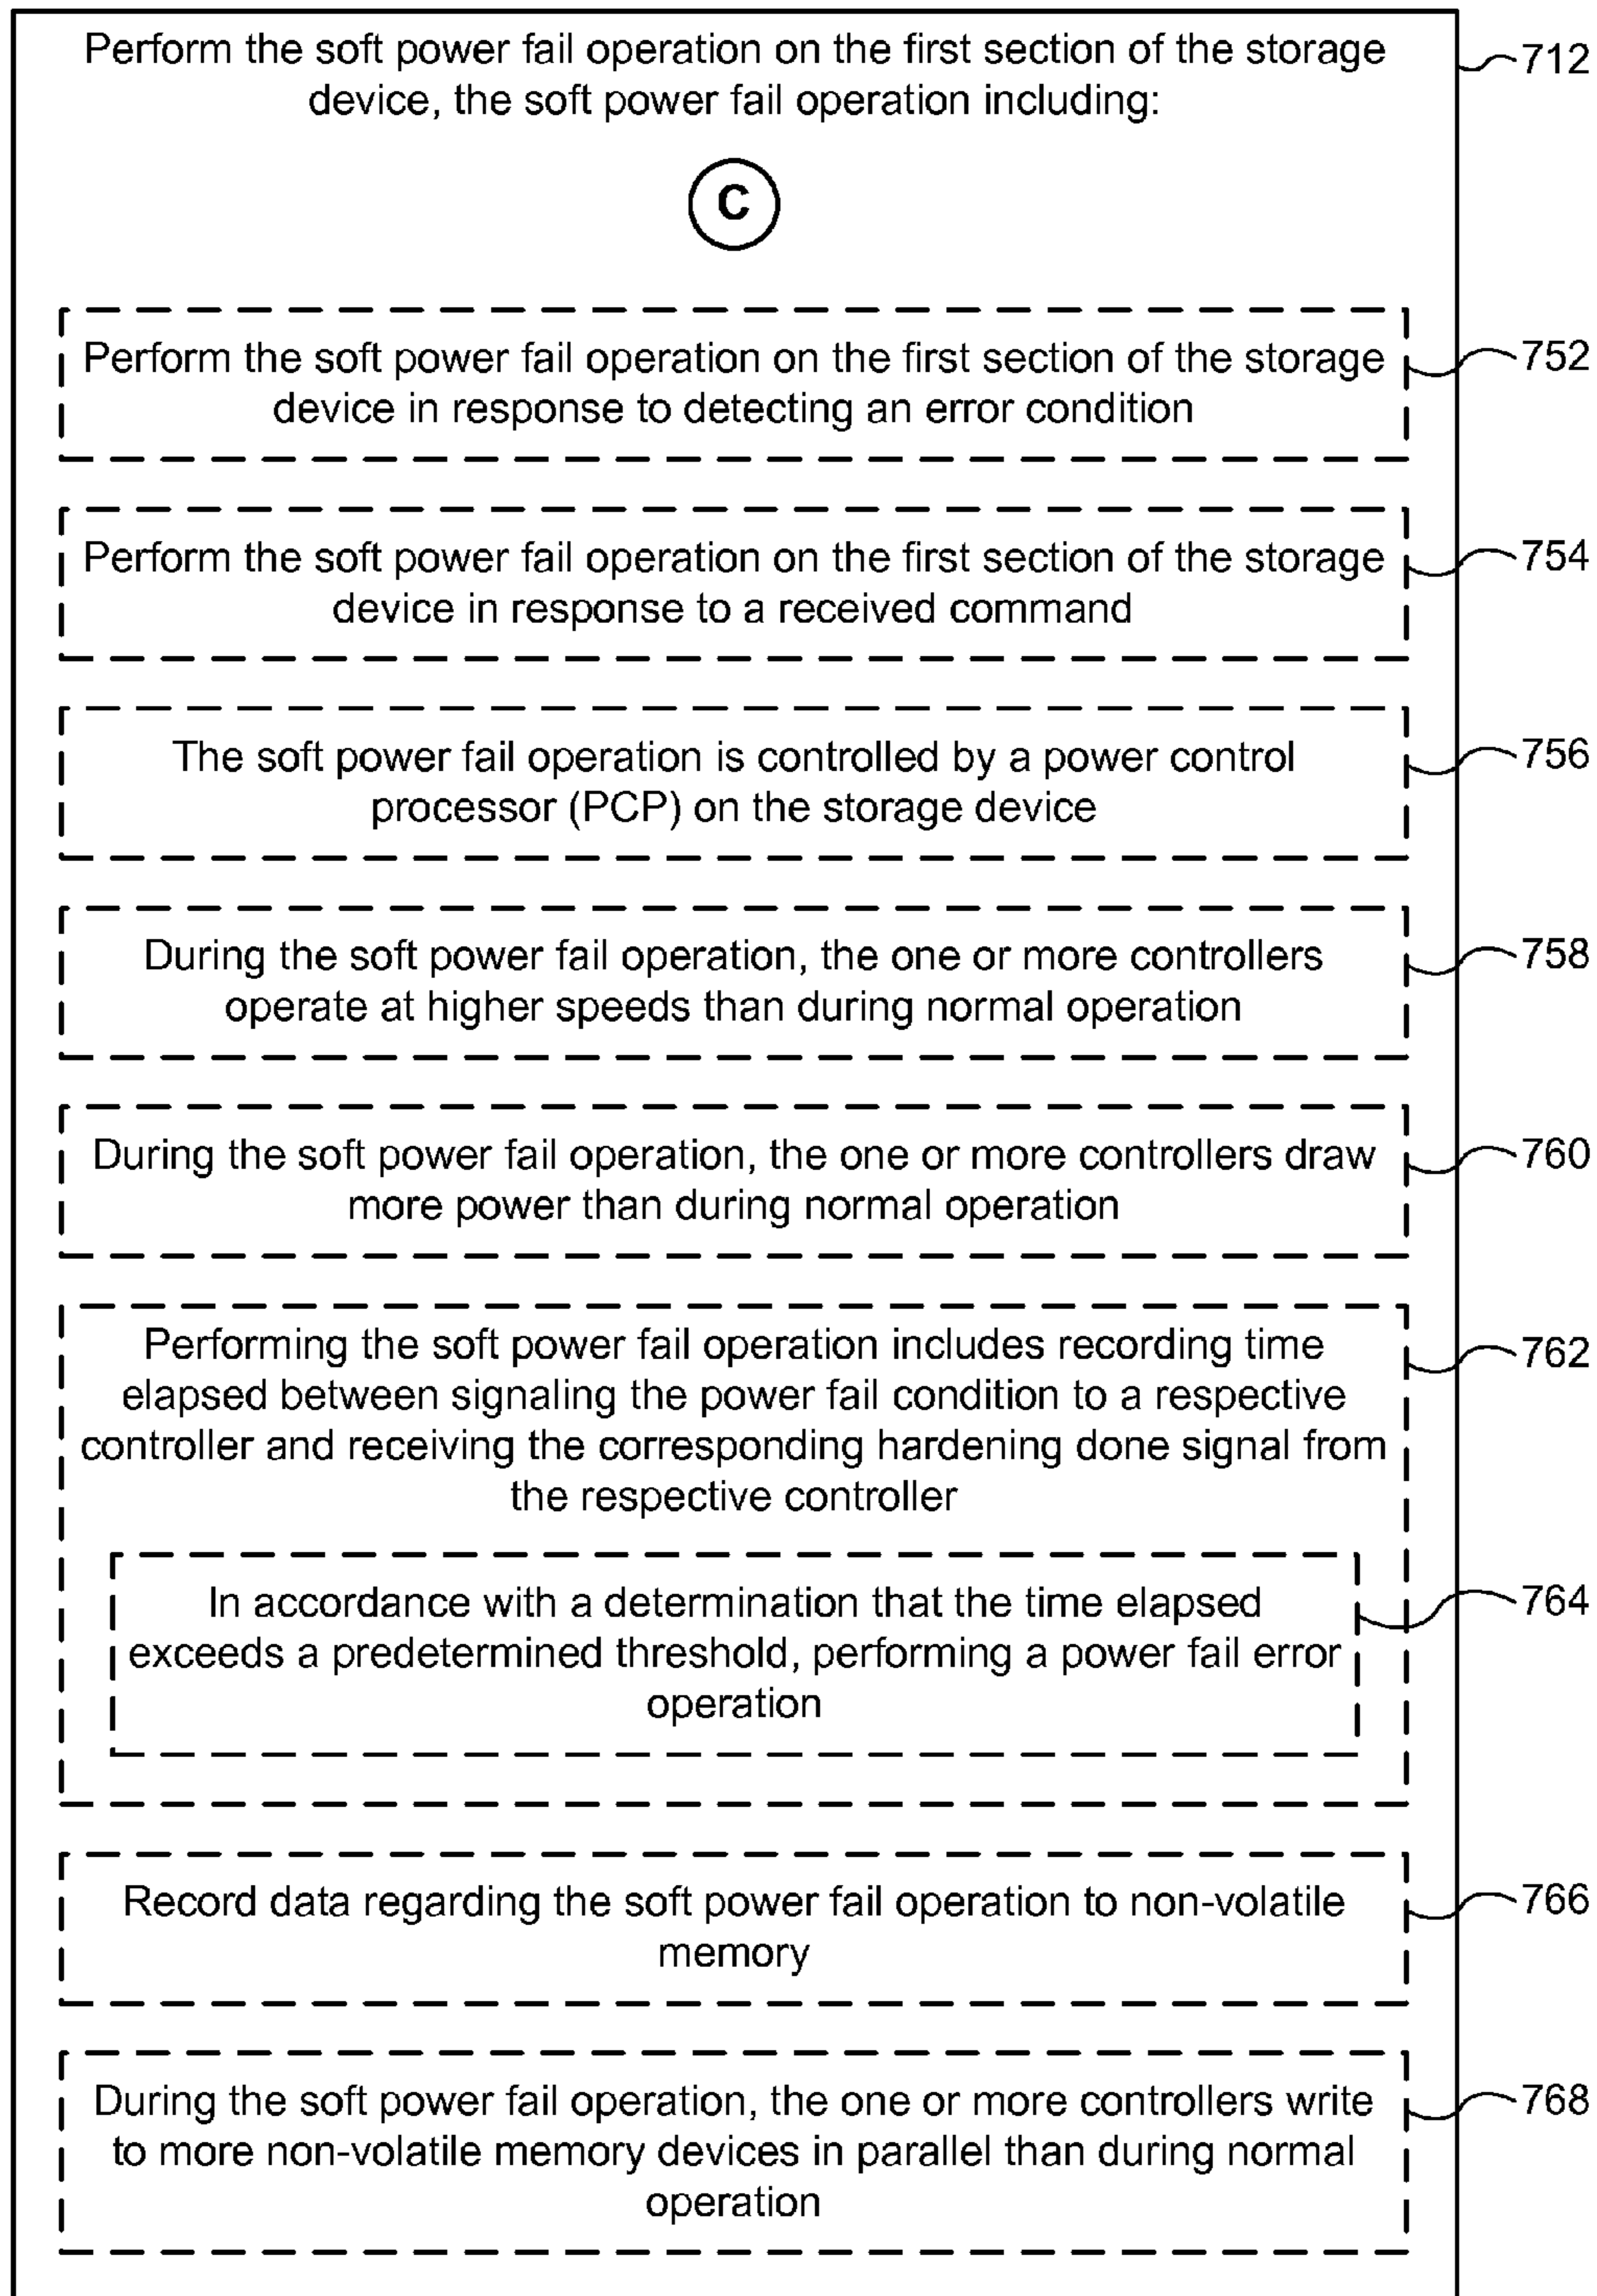 Perform the soft power fail operation on the first section of the storage
device, the soft power fail operation including:
712
C
Perform the soft power fail operation on the first section of the storage
device in response to detecting an error condition
752
Perform the soft power fail operation on the first section of the storage
device in response to a received command
754
The soft power fail operation is controlled by a power control
processor (PCP) on the storage device
756
During the soft power fail operation, the one or more controllers
operate at higher speeds than during normal operation
758
During the soft power fail operation, the one or more controllers draw
more power than during normal operation
760
Performing the soft power fail operation includes recording time
elapsed between signaling the power fail condition to a respective
controller and receiving the corresponding hardening done signal from
the respective controller
762
In accordance with a determination that the time elapsed
exceeds a predetermined threshold, performing a power fail error
operation
764
Record data regarding the soft power fail operation to non-volatile
memory
766
During the soft power fail operation, the one or more controllers write
to more non-volatile memory devices in parallel than during normal
operation
768